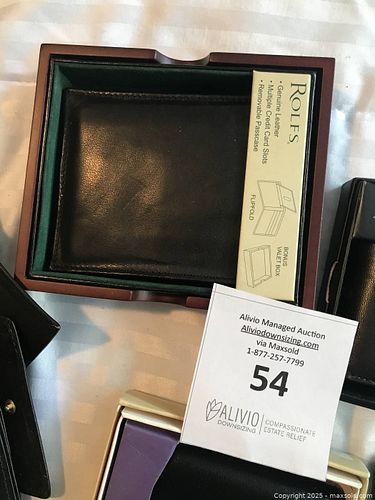 ROLFS
• Genuine Leather
• Multiple Credit Card Slots
• Removable Passcase
FLIPFOLD
BONUS
VALET BOX
Alivio Managed Auction
Aliviodownsizing.com
via Maxsold
1-877-257-7799
54
ALIVIO
DOWNSIZING
COMPASSIONATE
ESTATE RELIEF
Copyright 2025 - maxsold.com